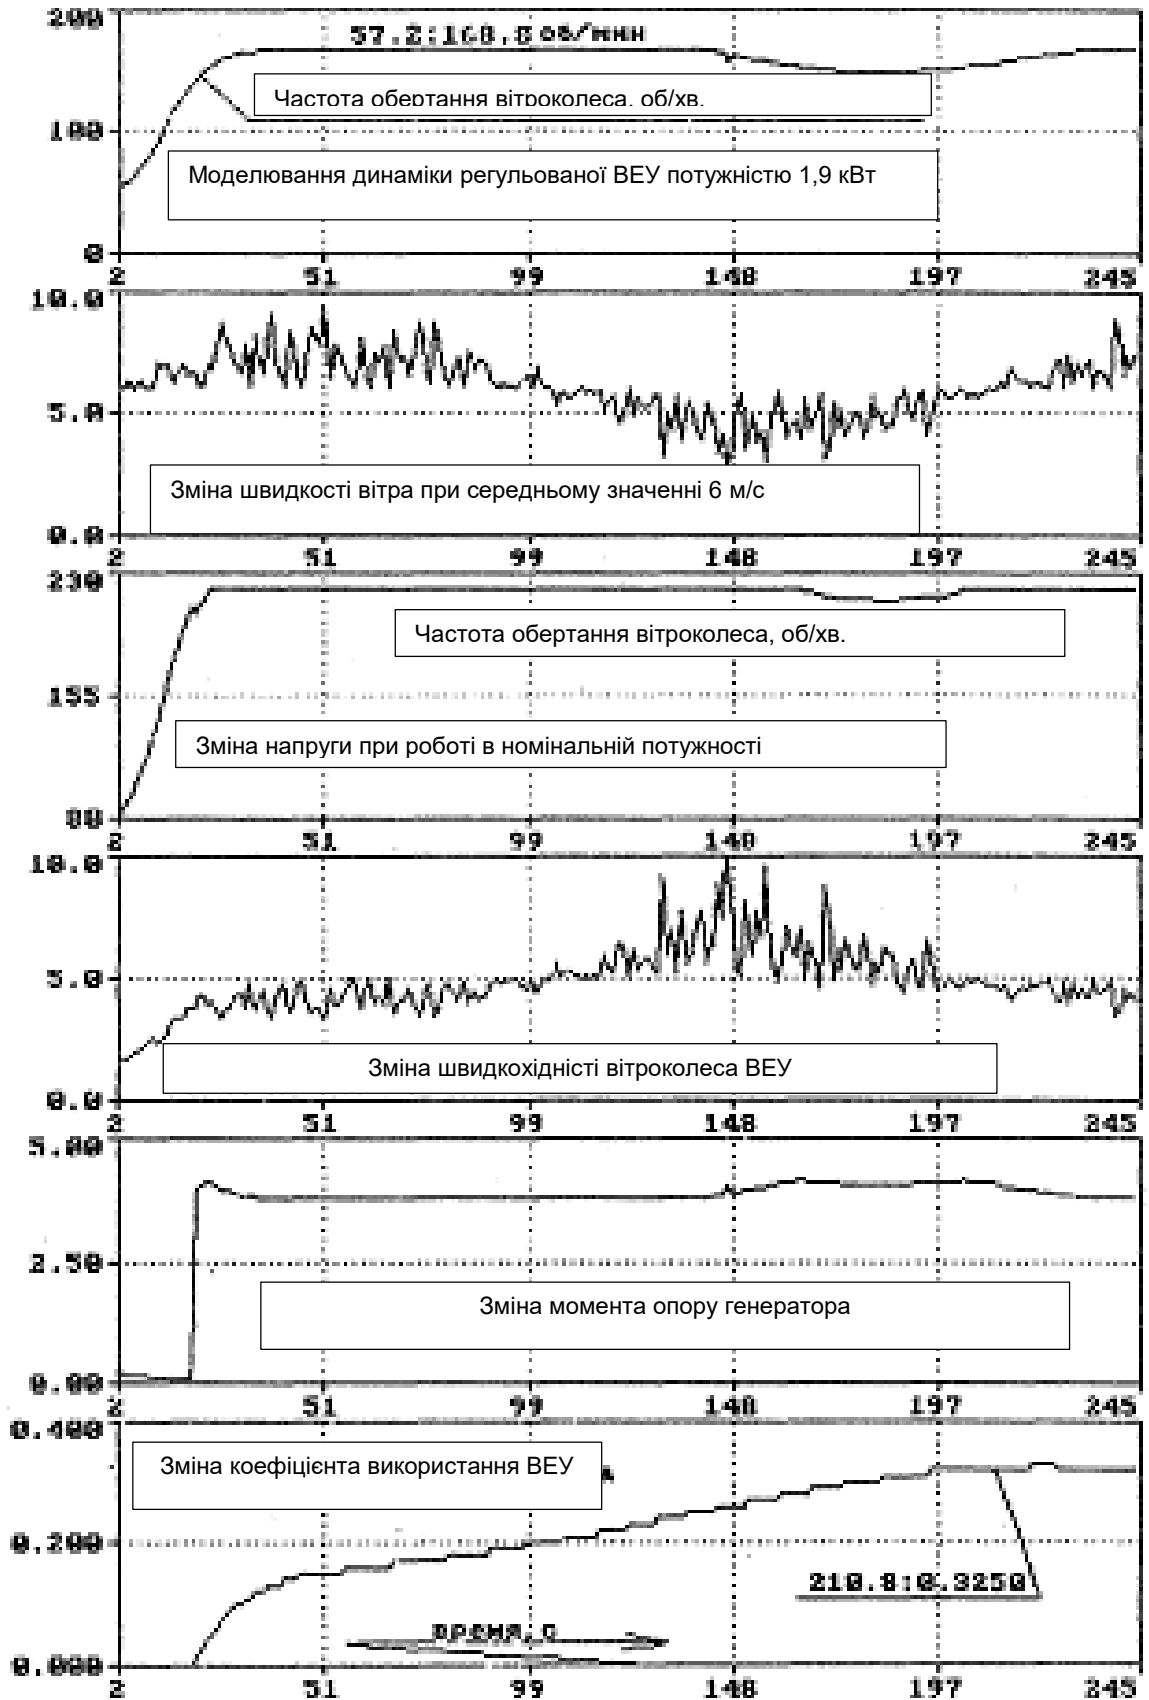 200
57.2:168.8 об/мин
Частота обертання вітроколеса. об/хв.
100
Моделювання динаміки регульованої ВЕУ потужністю 1,9 кВт
0
2 51 99 148 197 245
10.0
5.0
Зміна швидкості вітра при середньому значенні 6 м/с
0.0
2 51 99 148 197 245
230
Частота обертання вітроколеса, об/хв.
155
Зміна напруги при роботі в номінальній потужності
80
2 51 99 148 197 245
10.0
5.0
Зміна швидкохідністі вітроколеса ВЕУ
0.0
2 51 99 148 197 245
5.00
2.50
Зміна момента опору генератора
0.00
2 51 99 148 197 245
0.400
Зміна коефіцієнта використання ВЕУ
0.200
210.8:0.3250
время,с
0.000
2 51 99 148 197 245